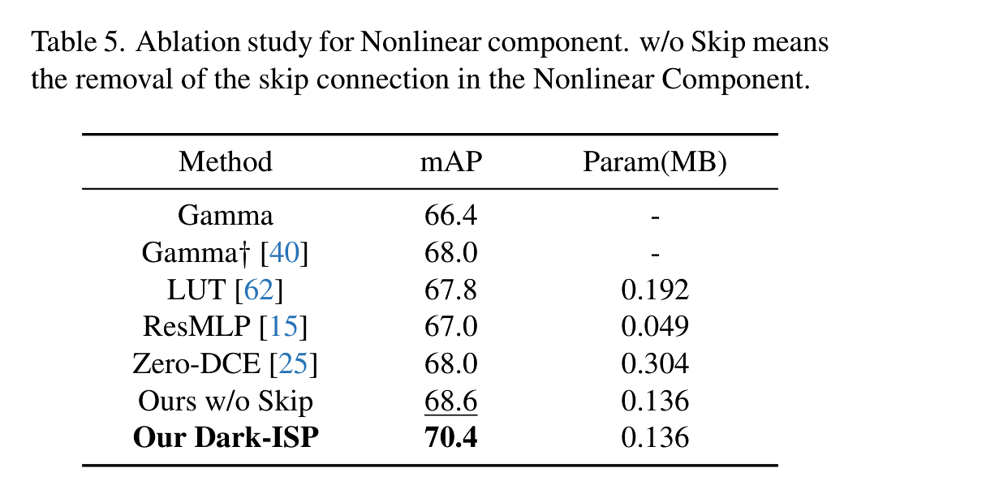 Table 5. Ablation study for Nonlinear component. w/o Skip means
the removal of the skip connection in the Nonlinear Component.
Method mAP Param(MB)
Gamma 66.4 -
Gamma† [40] 68.0 -
LUT [62] 67.8 0.192
ResMLP [15] 67.0 0.049
Zero-DCE [25] 68.0 0.304
Ours w/o Skip 68.6 0.136
Our Dark-ISP 70.4 0.136